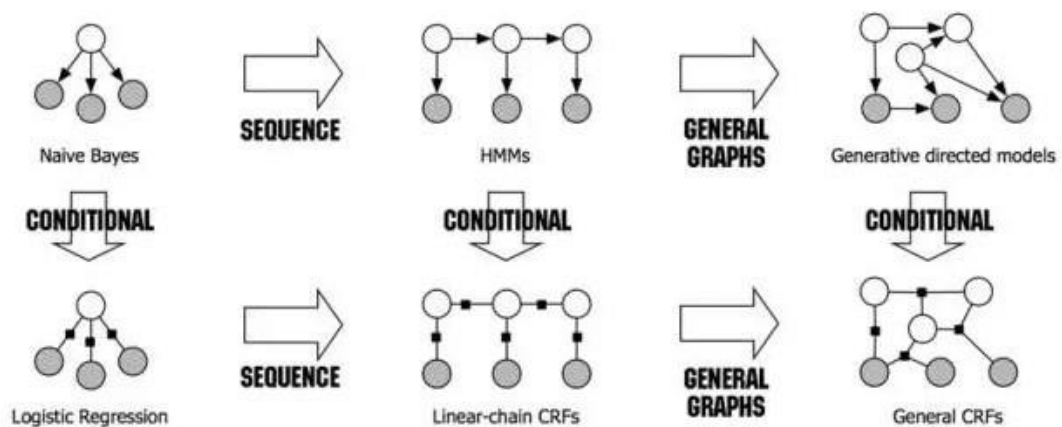 SEQUENCE
GENERAL
GRAPHS
Naïve Bayes
HMMs
Generative directed models
CONDITIONAL
CONDITIONAL
CONDITIONAL
SEQUENCE
GENERAL
GRAPHS
Logistic Regression
Linear-chain CRFs
General CRFs